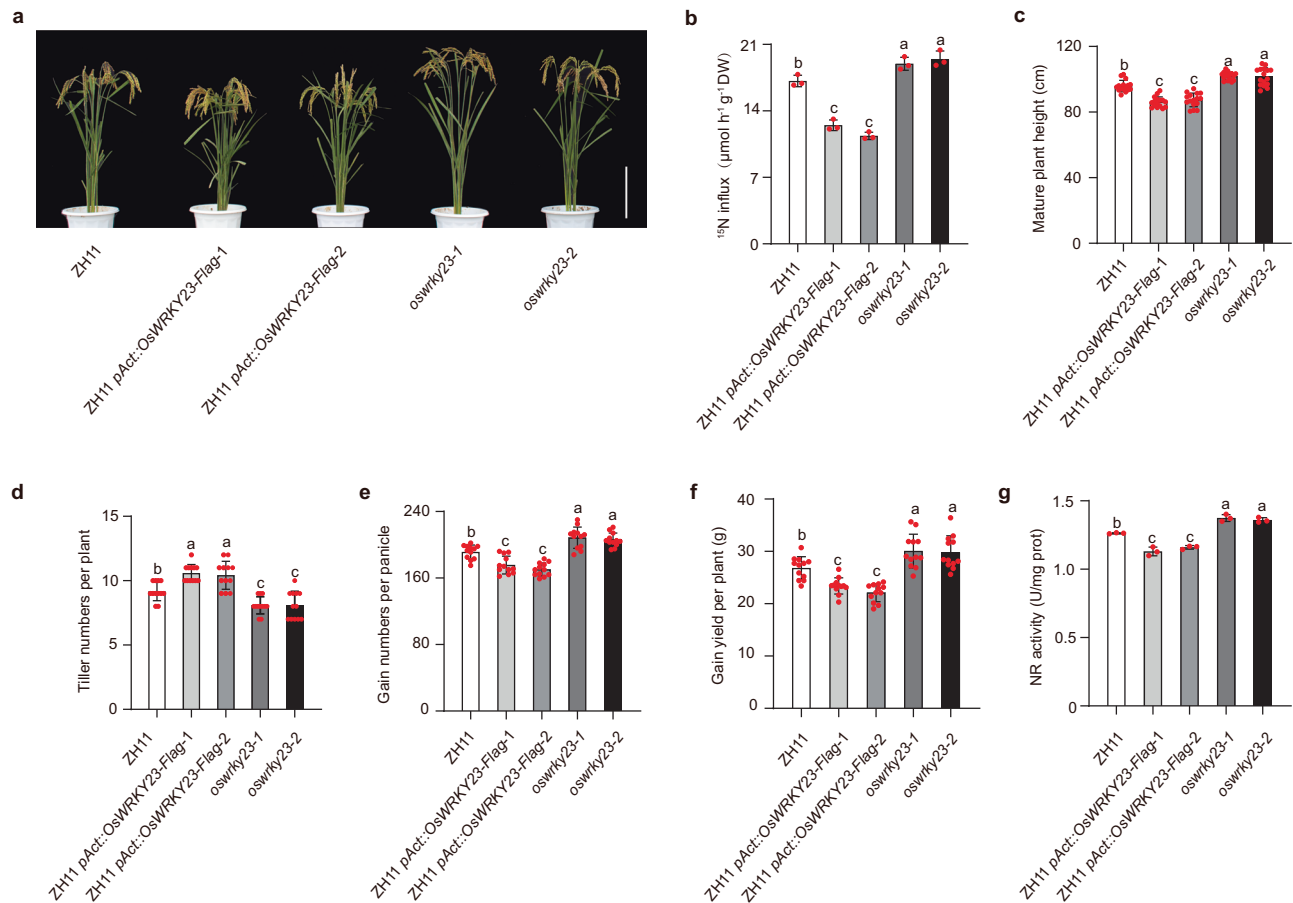 a
ZH11
ZH11 pAct::OsWRKY23-Flag-1
ZH11 pAct::OsWRKY23-Flag-2
oswrky23-1
oswrky23-2
b
¹⁵N influx (μmol h⁻¹ g⁻¹ DW)
21
14
7
0
b
c
c
a
a
ZH11
ZH11 pAct::OsWRKY23-Flag-1
ZH11 pAct::OsWRKY23-Flag-2
oswrky23-1
oswrky23-2
c
Mature plant height (cm)
120
80
40
0
b
c
c
a
a
ZH11
ZH11 pAct::OsWRKY23-Flag-1
ZH11 pAct::OsWRKY23-Flag-2
oswrky23-1
oswrky23-2
d
Tiller numbers per plant
15
10
5
0
b
a
a
c
c
ZH11
ZH11 pAct::OsWRKY23-Flag-1
ZH11 pAct::OsWRKY23-Flag-2
oswrky23-1
oswrky23-2
e
Gain numbers per panicle
240
160
80
0
b
c
c
a
a
ZH11
ZH11 pAct::OsWRKY23-Flag-1
ZH11 pAct::OsWRKY23-Flag-2
oswrky23-1
oswrky23-2
f
Gain yield per plant (g)
40
30
20
10
0
b
c
c
a
a
ZH11
ZH11 pAct::OsWRKY23-Flag-1
ZH11 pAct::OsWRKY23-Flag-2
oswrky23-1
oswrky23-2
g
NR activity (U/mg prot)
1.5
1.0
0.5
0
b
c
c
a
a
ZH11
ZH11 pAct::OsWRKY23-Flag-1
ZH11 pAct::OsWRKY23-Flag-2
oswrky23-1
oswrky23-2